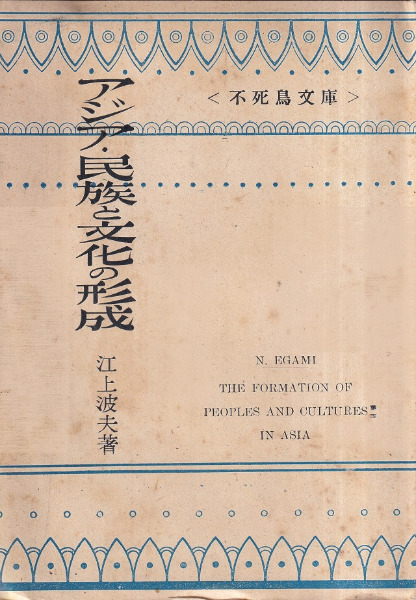 ＜不死鳥文庫＞
アジア・民族と文化の形成
江上波夫著
N. EGAMI
THE FORMATION OF
PEOPLES AND CULTURES
IN ASIA